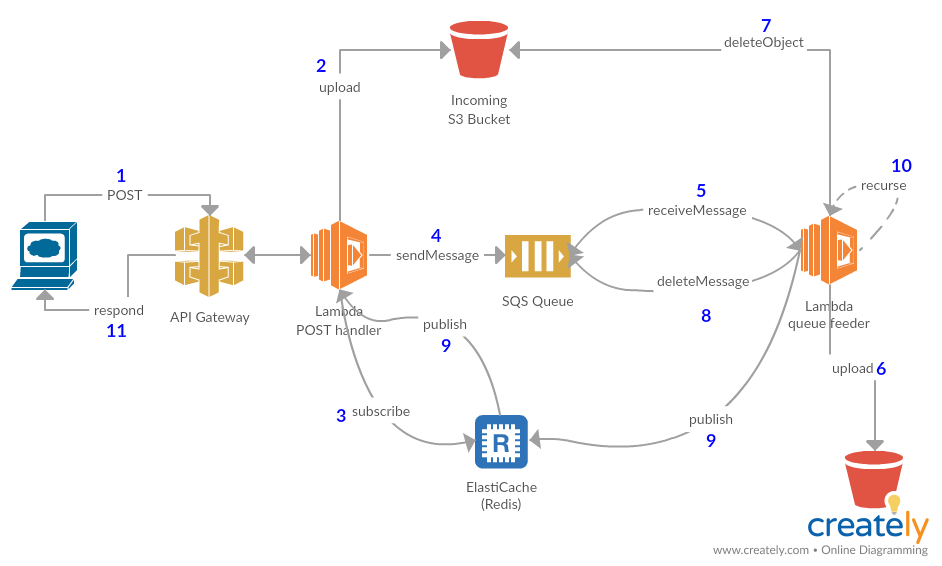 7
deleteObject
2
upload
Incoming
S3 Bucket
1
POST
10
recurse
5
receiveMessage
4
sendMessage
deleteMessage
SQS Queue
8
respond
11
API Gateway
Lambda
POST handler
publish
9
Lambda
queue feeder
upload 6
3 subscribe
publish
9
R
ElastiCache
(Redis)
creately
www.creately.com • Online Diagramming